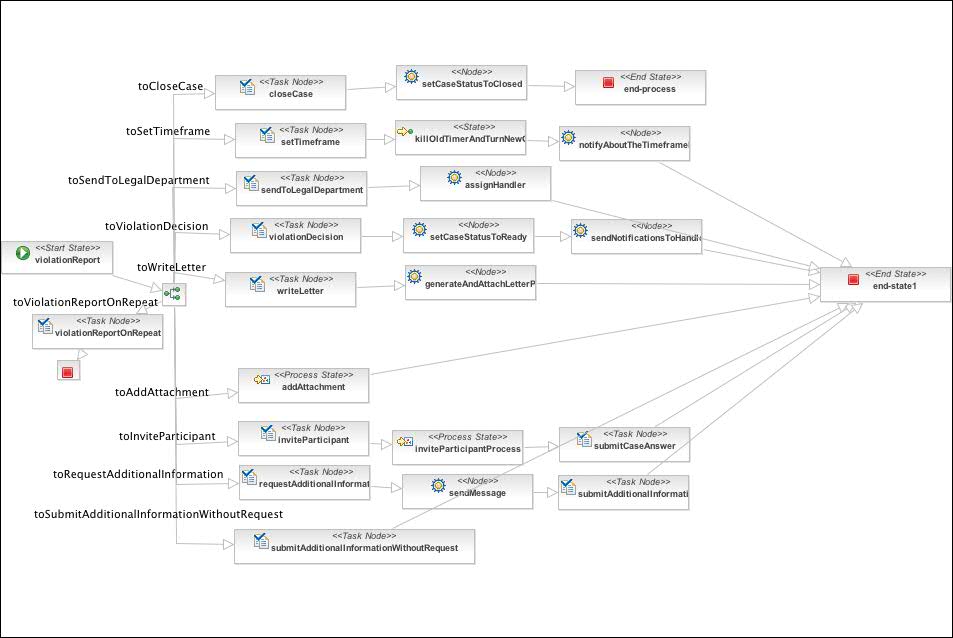 toCloseCase
<<Task Node>>
closeCase
<<Node>>
setCaseStatusToClosed
<<End State>>
end-process
toSetTimeframe
<<Task Node>>
setTimeframe
<<State>>
killOldTimerAndTurnNew
<<Node>>
notifyAboutTheTimeframe
toSendToLegalDepartment
<<Task Node>>
sendToLegalDepartment
<<Node>>
assignHandler
toViolationDecision
<<Task Node>>
violationDecision
<<Node>>
setCaseStatusToReady
<<Node>>
sendNotificationsToHandl
<<Start State>>
violationReport
toWriteLetter
<<Task Node>>
writeLetter
<<Node>>
generateAndAttachLetterP
<<End State>>
end-state1
toViolationReportOnRepeat
<<Task Node>>
violationReportOnRepeat
toAddAttachment
<<Process State>>
addAttachment
toInviteParticipant
<<Task Node>>
inviteParticipant
<<Process State>>
inviteParticipantProcess
<<Task Node>>
submitCaseAnswer
toRequestAdditionalInformation
<<Task Node>>
requestAdditionalInformat
<<Node>>
sendMessage
<<Task Node>>
submitAdditionalInformati
toSubmitAdditionalInformationWithoutRequest
<<Task Node>>
submitAdditionalInformationWithoutRequest